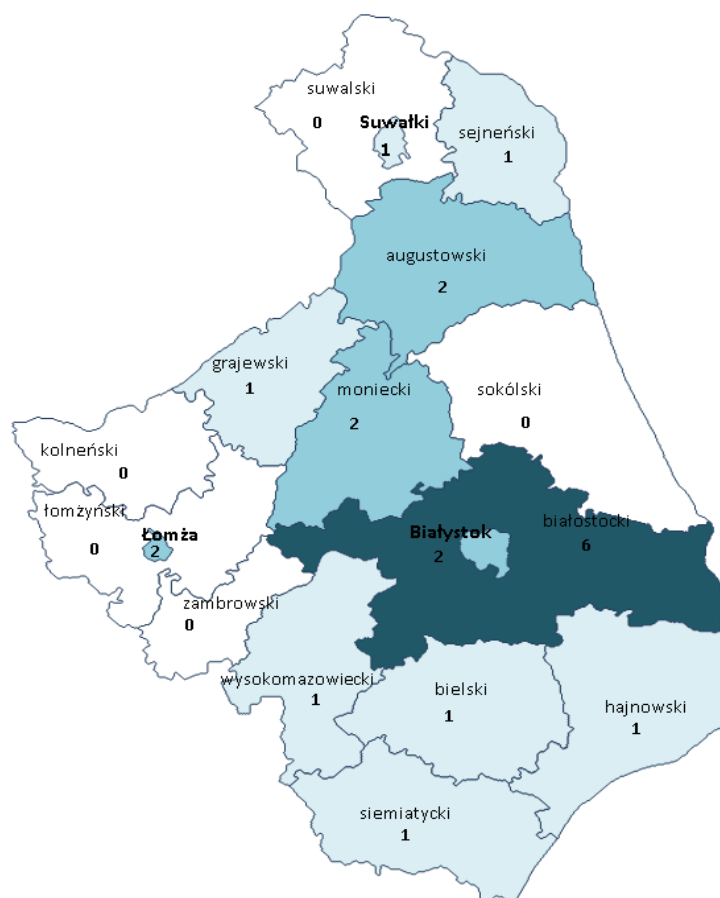 suwalski
0
Suwałki
1
sejneński
1
augustowski
2
grajewski
1
moniecki
2
sokólski
0
kolneński
0
łomżyński
0
Łomża
2
Białystok
2
białostocki
6
zambrowski
0
wysokomazowiecki
1
bielski
1
hajnowski
1
siemiatycki
1